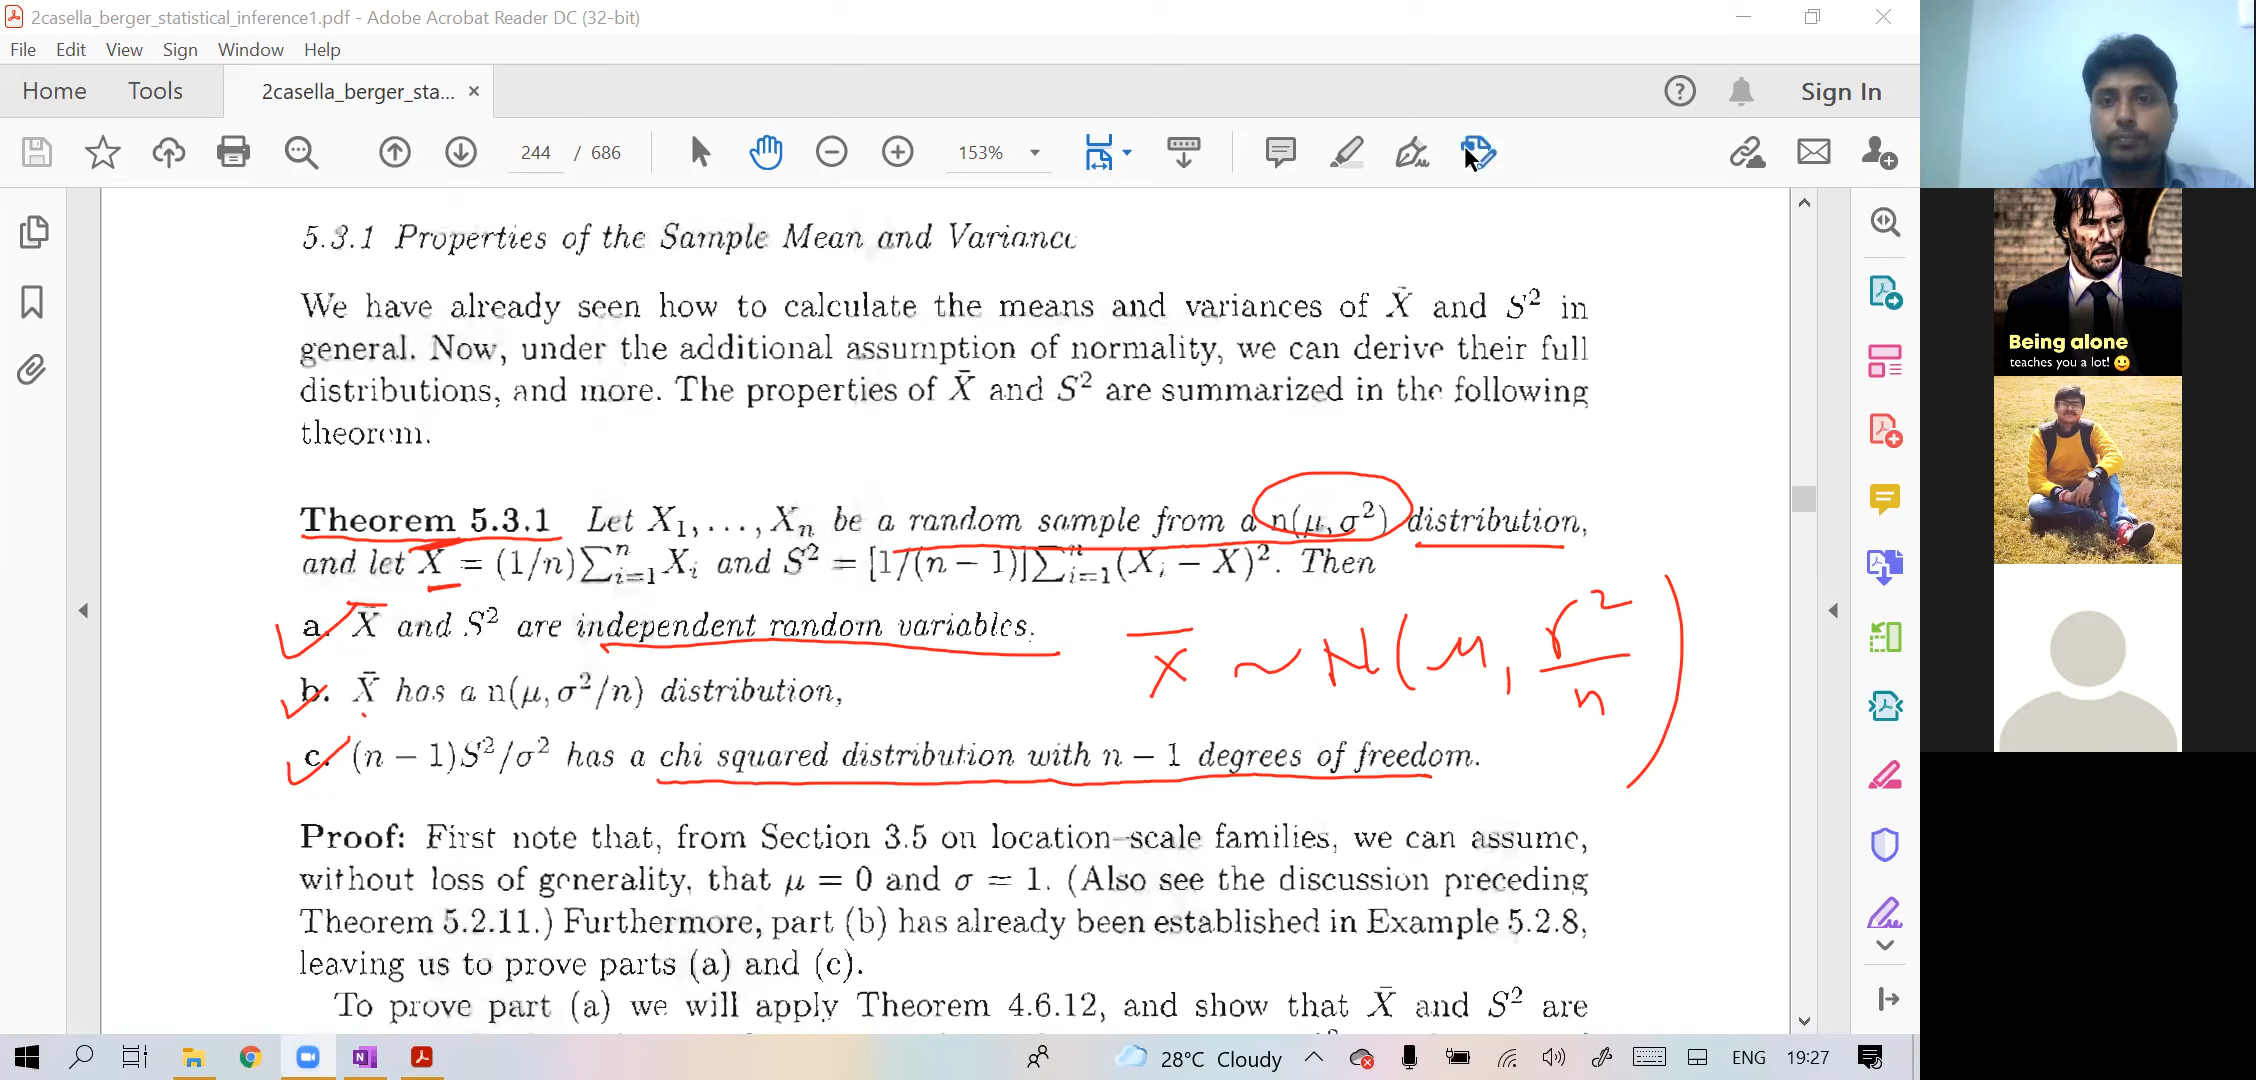 2casella_berger_statistical_inference1.pdf - Adobe Acrobat Reader DC (32-bit)
File Edit View Sign Window Help
Home Tools 2casella_berger_sta... × Sign In
244 / 686 153%
5.3.1 Properties of the Sample Mean and Variance
We have already seen how to calculate the means and variances of X̄ and S² in
general. Now, under the additional assumption of normality, we can derive their full
distributions, and more. The properties of X̄ and S² are summarized in the following
theorem.
Theorem 5.3.1 Let X₁, . . . , Xₙ be a random sample from a n(μ, σ²) distribution,
and let X̄ = (1/n)∑ⁿᵢ₌₁ Xᵢ and S² = [1/(n − 1)]∑ⁿᵢ₌₁(Xᵢ − X̄)². Then
a. X̄ and S² are independent random variables.
X̄ ~ N(μ, σ²/n)
b. X̄ has a n(μ, σ²/n) distribution,
c. (n − 1)S²/σ² has a chi squared distribution with n − 1 degrees of freedom.
Proof: First note that, from Section 3.5 on location–scale families, we can assume,
without loss of generality, that μ = 0 and σ = 1. (Also see the discussion preceding
Theorem 5.2.11.) Furthermore, part (b) has already been established in Example 5.2.8,
leaving us to prove parts (a) and (c).
To prove part (a) we will apply Theorem 4.6.12, and show that X̄ and S² are
28°C Cloudy ENG 19:27
Being alone
teaches you a lot!